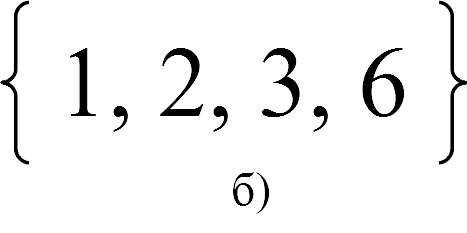 {1, 2, 3, 6}
б)